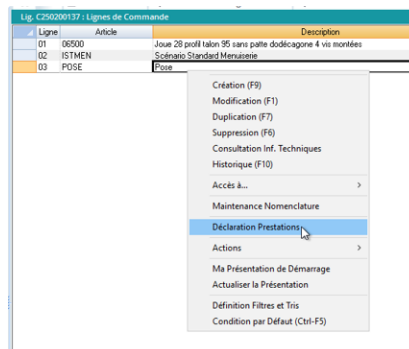 Lig. C250200137 : Lignes de Commande
Ligne Article Description
01 06500 Joue 28 profil talon 95 sans patte dodécagone 4 vis montées
02 ISTMEN Scénario Standard Menuiserie
03 POSE Pose
Création (F9)
Modification (F1)
Duplication (F7)
Suppression (F6)
Consultation Inf. Techniques
Historique (F10)
Accès à... >
Maintenance Nomenclature
Déclaration Prestations
Actions >
Ma Présentation de Démarrage
Actualiser la Présentation
Définition Filtres et Tris
Condition par Défaut (Ctrl-F5)